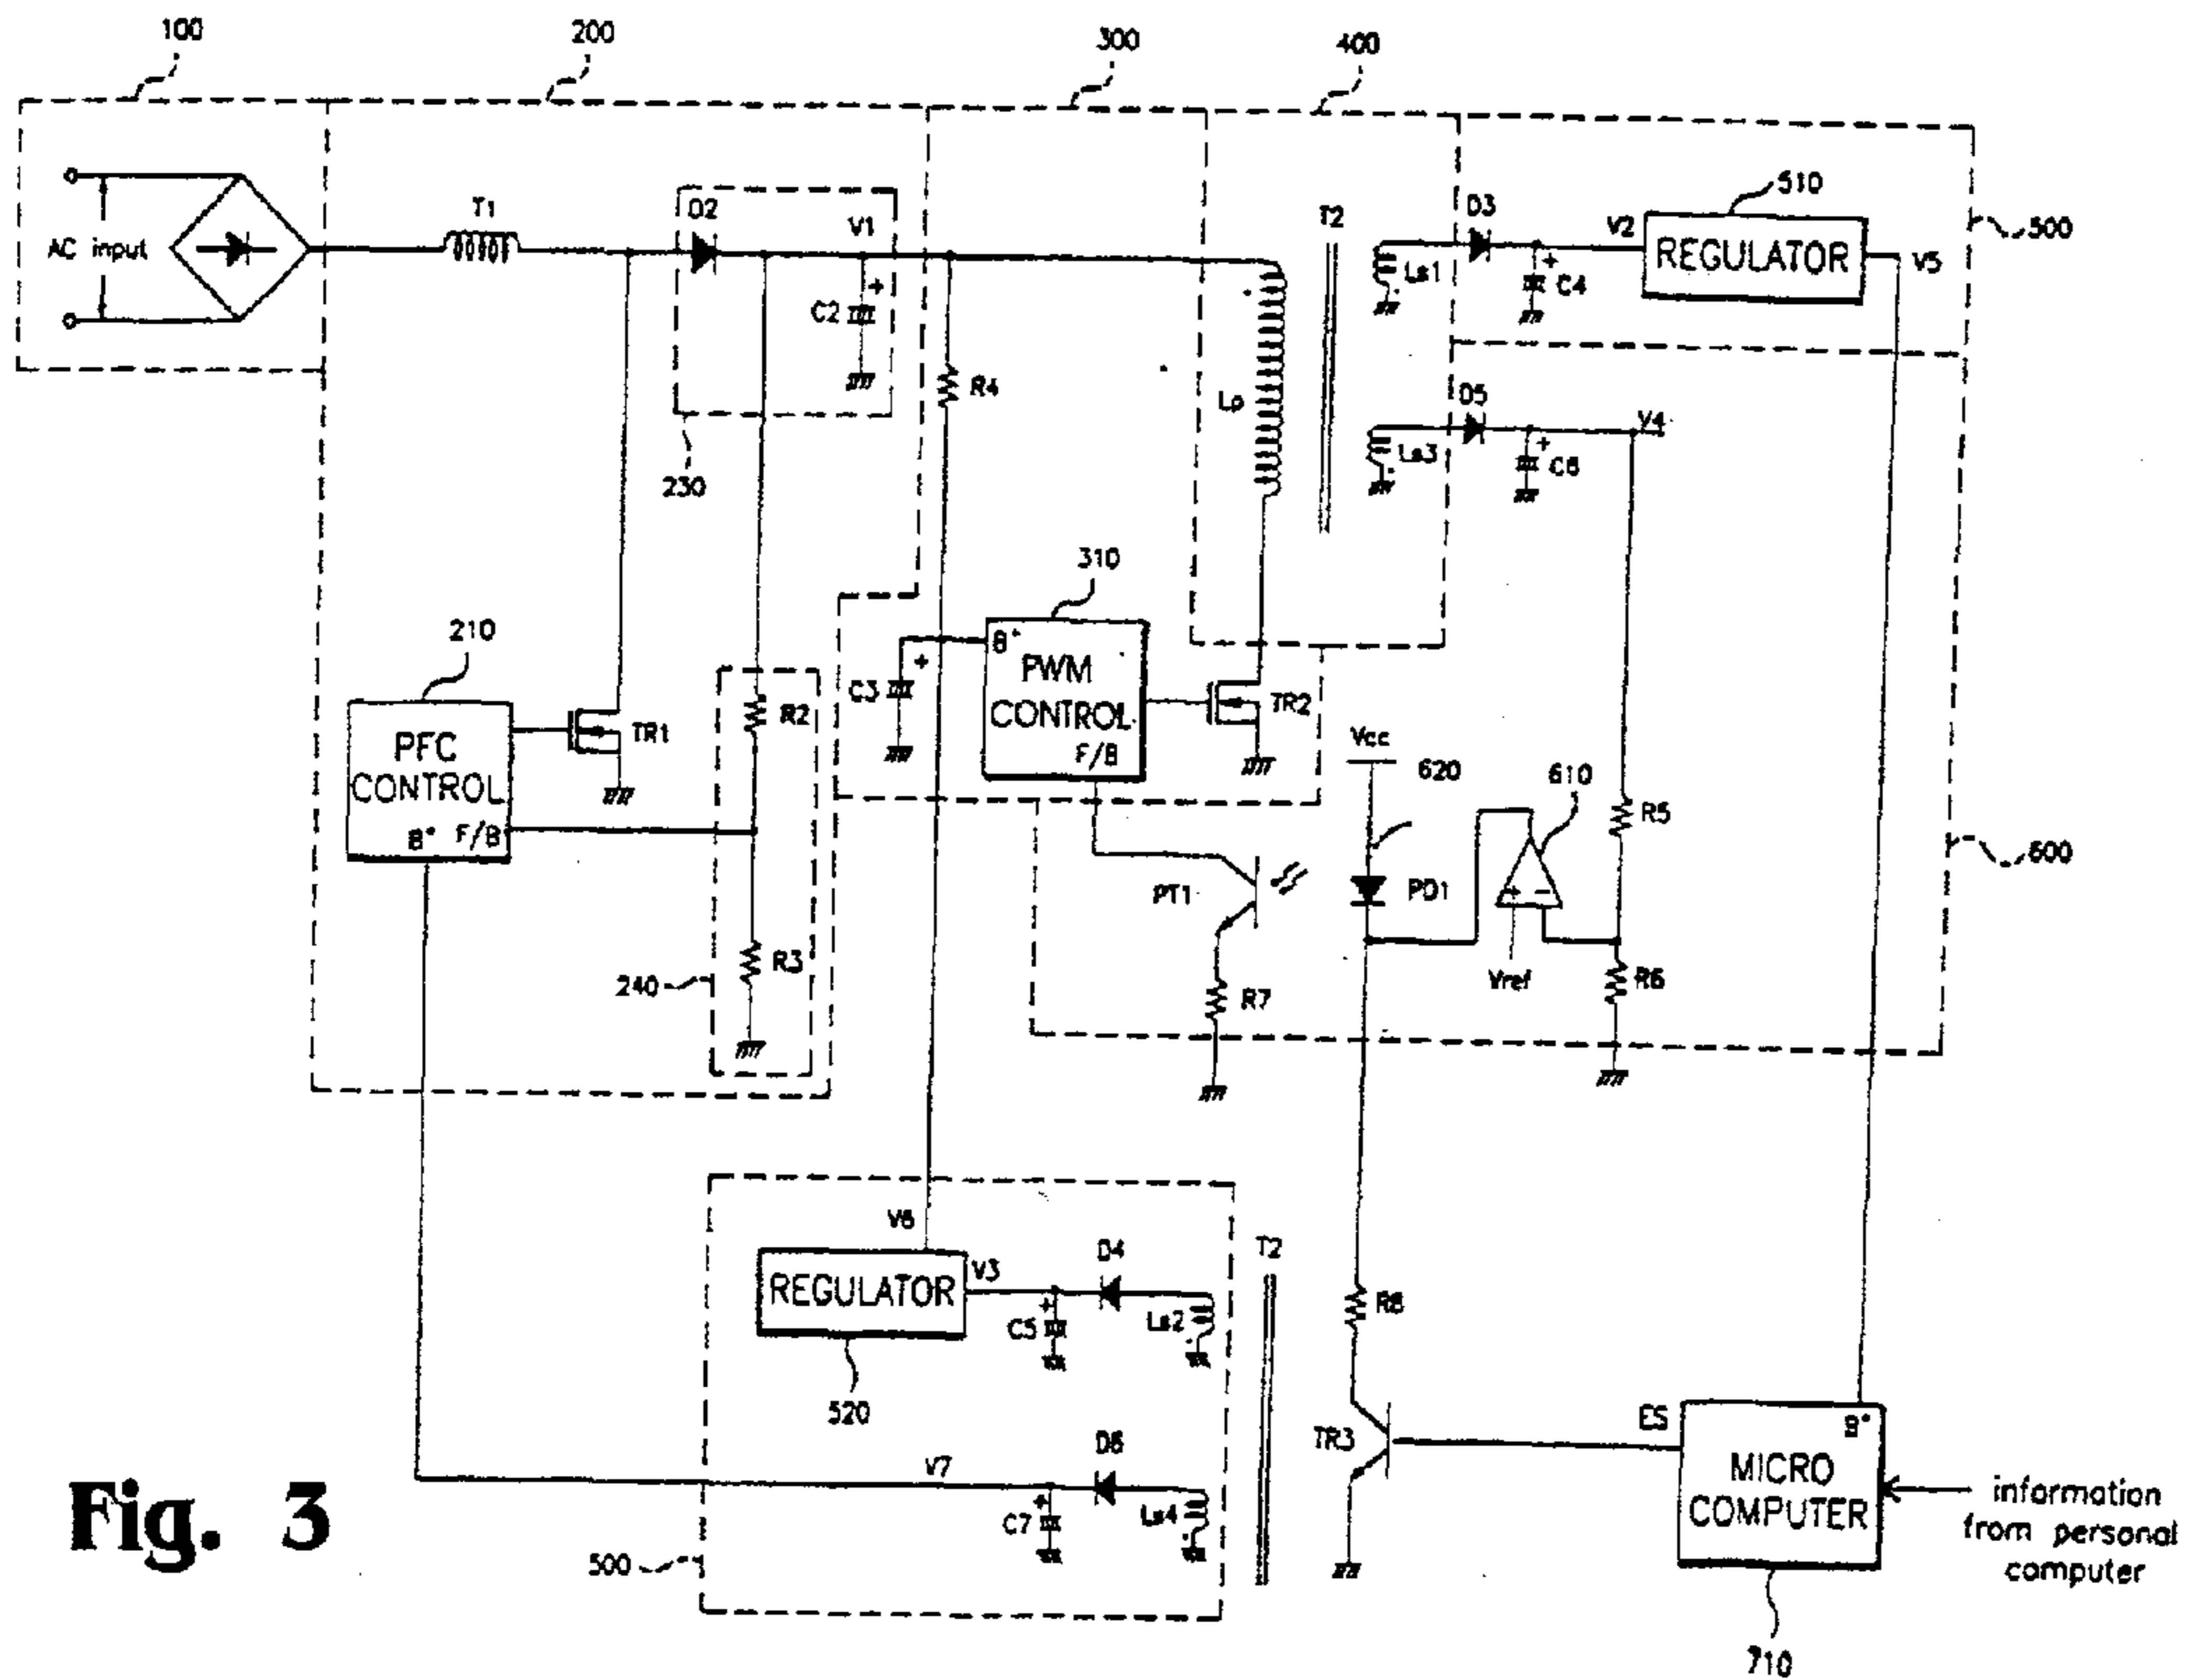 100
200
300
400
AC input
T1
D2
V1
C2
+
230
R4
Lp
T2
Ls1
D3
+
C4
V2
510
REGULATOR
V5
500
Ls3
D5
+
C6
V4
210
PFC
CONTROL
B+ F/B
TR1
R2
R3
240
C3
+
310
B+
PWM
CONTROL
F/B
TR2
PT1
R7
Vcc
620
PD1
610
+ -
Vref
R5
R6
600
V6
REGULATOR
520
V3
+
C5
D4
Ls2
T2
V7
+
C7
D6
Ls4
500
R8
TR3
ES
B+
MICRO
COMPUTER
710
information
from personal
computer
Fig. 3